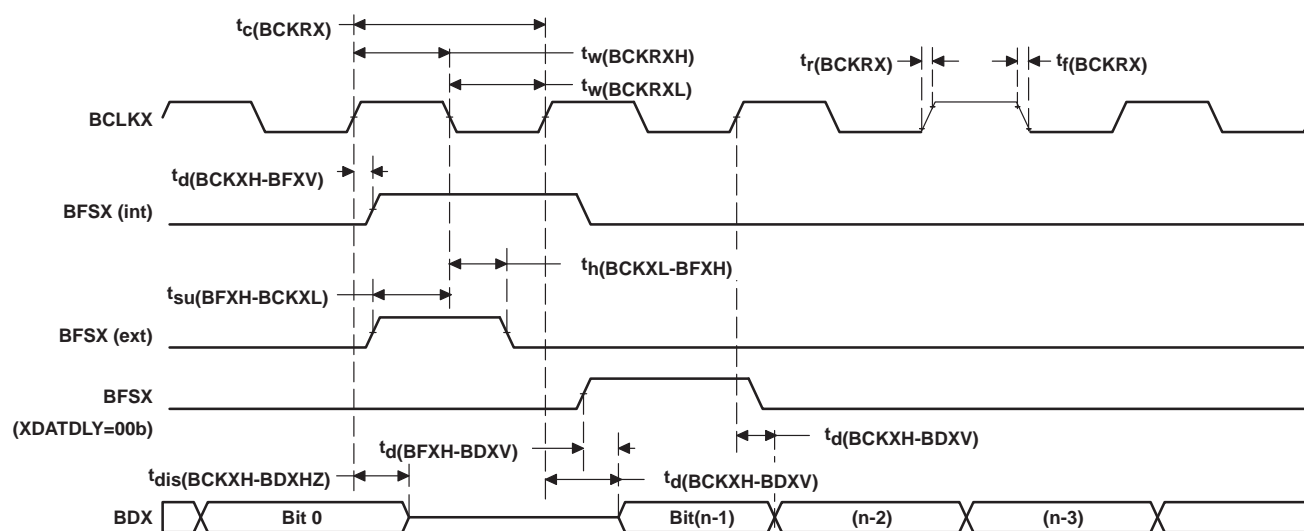 tc(BCKRX)
tw(BCKRXH)
tr(BCKRX)
tf(BCKRX)
tw(BCKRXL)
BCLKX
td(BCKXH-BFXV)
BFSX (int)
th(BCKXL-BFXH)
tsu(BFXH-BCKXL)
BFSX (ext)
BFSX
(XDATDLY=00b)
td(BFXH-BDXV)
td(BCKXH-BDXV)
tdis(BCKXH-BDXHZ)
td(BCKXH-BDXV)
BDX Bit 0 Bit(n-1) (n-2) (n-3)